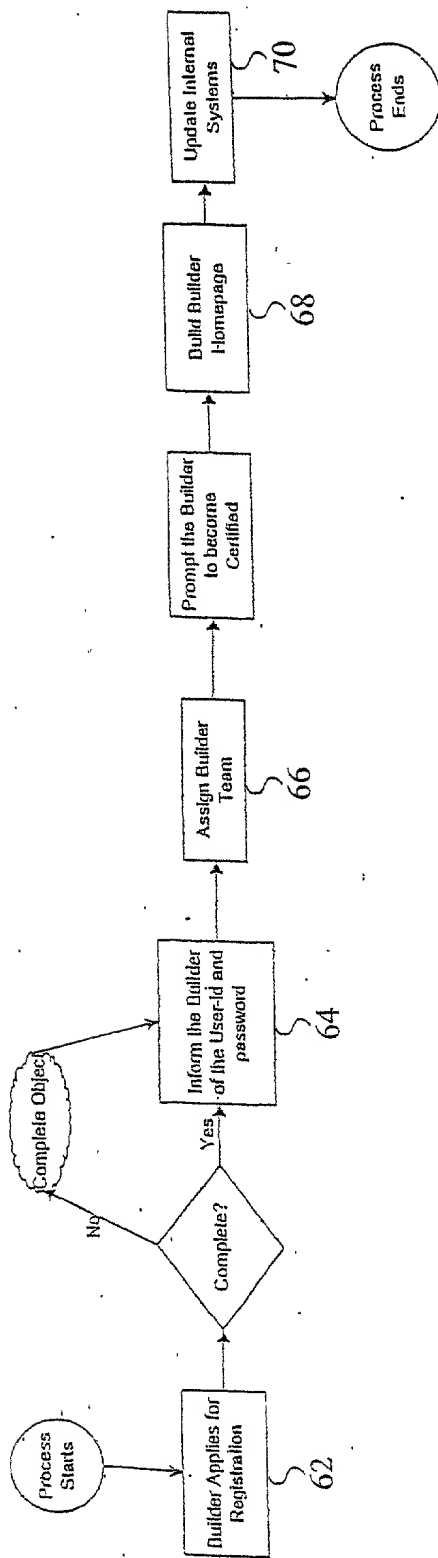 Process
Starts
Builder Applies for
Registration
62
Complete?
No
Yes
Complete Object
Inform the Builder
of the User-Id and
password
64
Assign Builder
Team
66
Prompt the Builder
to become
Certified
Build Builder
Homepage
68
Update Internal
Systems
70
Process
Ends